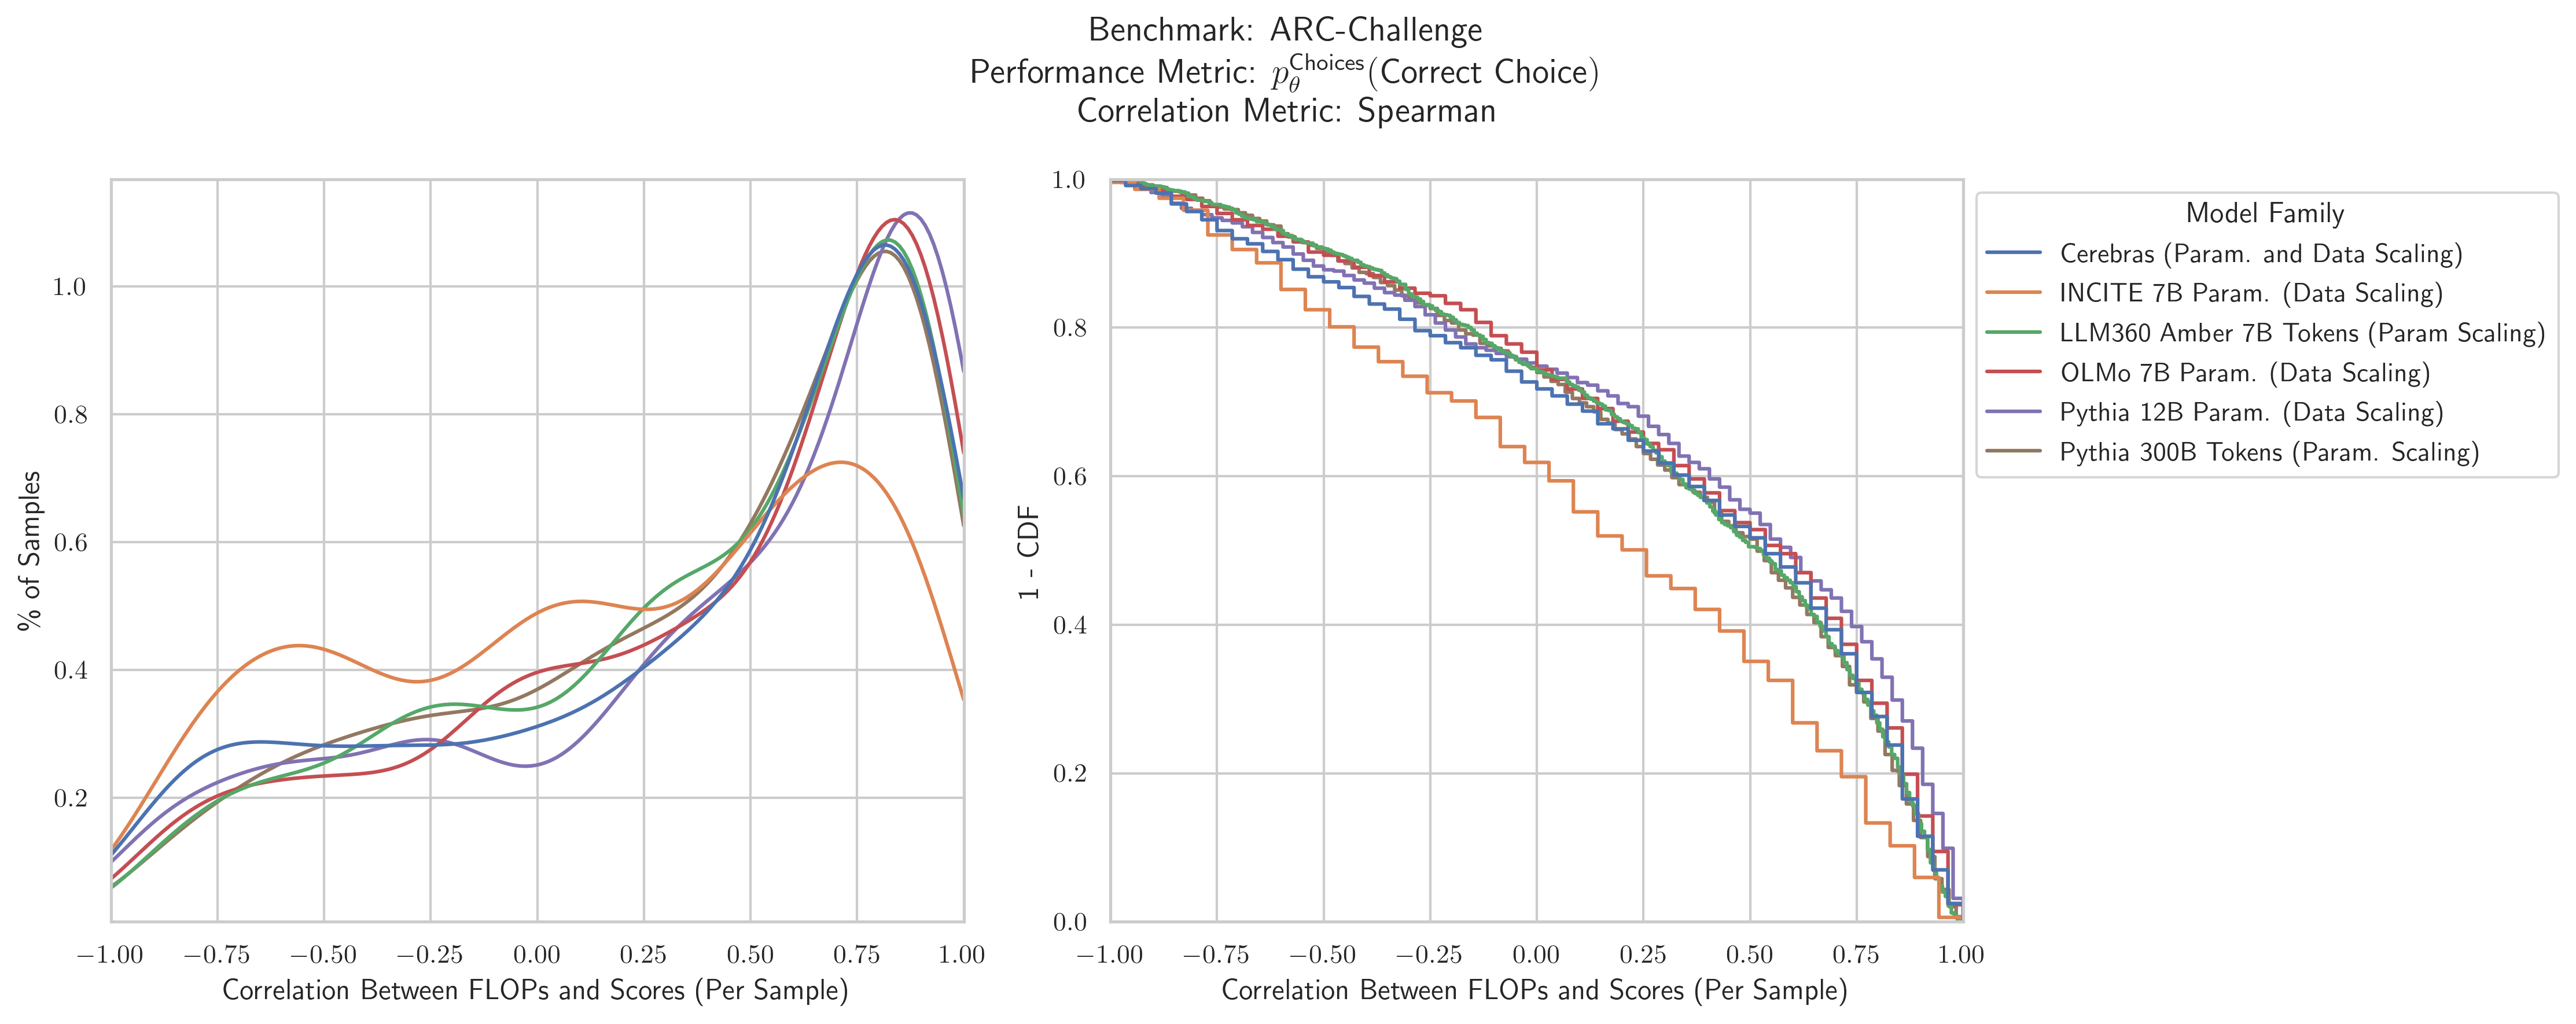 Benchmark: ARC-Challenge
Performance Metric: p_θ^Choices(Correct Choice)
Correlation Metric: Spearman
% of Samples
1.0
0.8
0.6
0.4
0.2
−1.00 −0.75 −0.50 −0.25 0.00 0.25 0.50 0.75 1.00
Correlation Between FLOPs and Scores (Per Sample)
1 - CDF
1.0
0.8
0.6
0.4
0.2
0.0
−1.00 −0.75 −0.50 −0.25 0.00 0.25 0.50 0.75 1.00
Correlation Between FLOPs and Scores (Per Sample)
Model Family
Cerebras (Param. and Data Scaling)
INCITE 7B Param. (Data Scaling)
LLM360 Amber 7B Tokens (Param Scaling)
OLMo 7B Param. (Data Scaling)
Pythia 12B Param. (Data Scaling)
Pythia 300B Tokens (Param. Scaling)